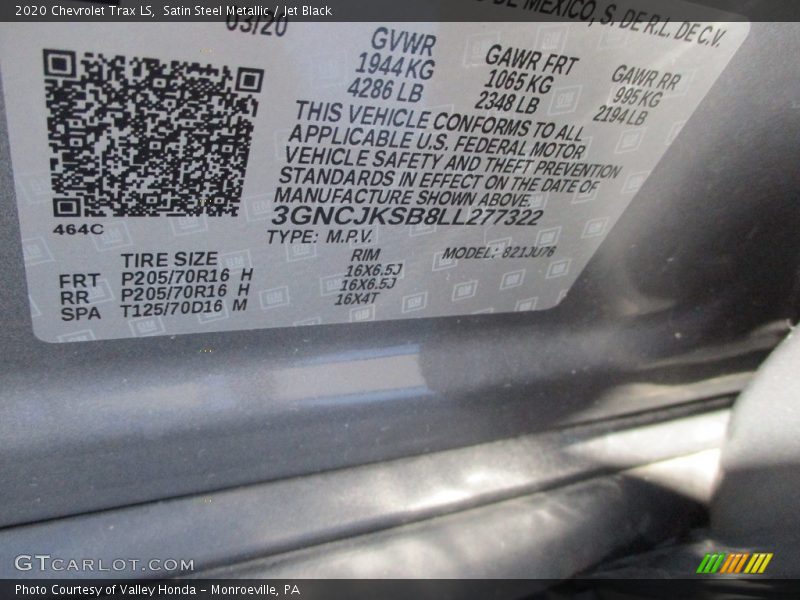 2020 Chevrolet Trax LS, Satin Steel Metallic / Jet Black
DE MEXICO, S. DE R.L. DE C.V.
03/20
GVWR GAWR FRT GAWR RR
1944 KG 1065 KG 995 KG
4286 LB 2348 LB 2194 LB
THIS VEHICLE CONFORMS TO ALL
APPLICABLE U.S. FEDERAL MOTOR
VEHICLE SAFETY AND THEFT PREVENTION
STANDARDS IN EFFECT ON THE DATE OF
MANUFACTURE SHOWN ABOVE.
3GNCJKSB8LL277322
464C
TYPE: M.P.V. MODEL: 821JU76
TIRE SIZE RIM
FRT P205/70R16 H 16X6.5J
RR P205/70R16 H 16X6.5J
SPA T125/70D16 M 16X4T
GTCARLOT.COM
Photo Courtesy of Valley Honda - Monroeville, PA